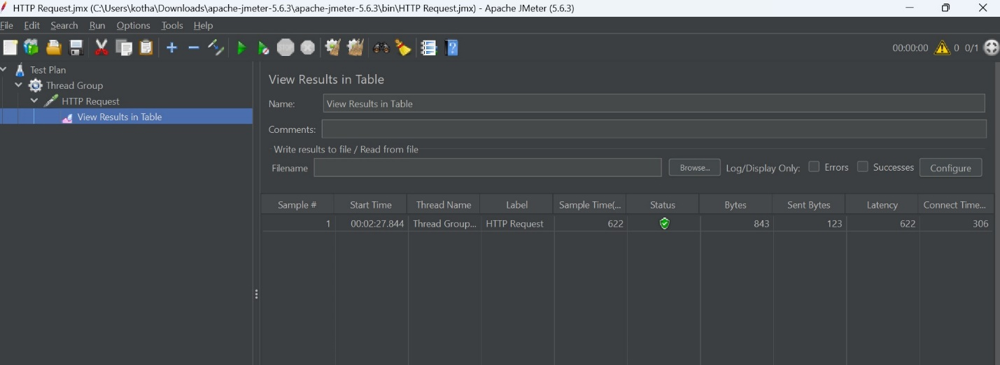 HTTP Request.jmx (C:\Users\kotha\Downloads\apache-jmeter-5.6.3\apache-jmeter-5.6.3\bin\HTTP Request.jmx) - Apache JMeter (5.6.3)
File Edit Search Run Options Tools Help
00:00:00 0 0/1
Test Plan
Thread Group
HTTP Request
View Results in Table
View Results in Table
Name: View Results in Table
Comments:
Write results to file / Read from file
Filename Browse... Log/Display Only: Errors Successes Configure
Sample # Start Time Thread Name Label Sample Time(... Status Bytes Sent Bytes Latency Connect Time...
1 00:02:27.844 Thread Group... HTTP Request 622 843 123 622 306